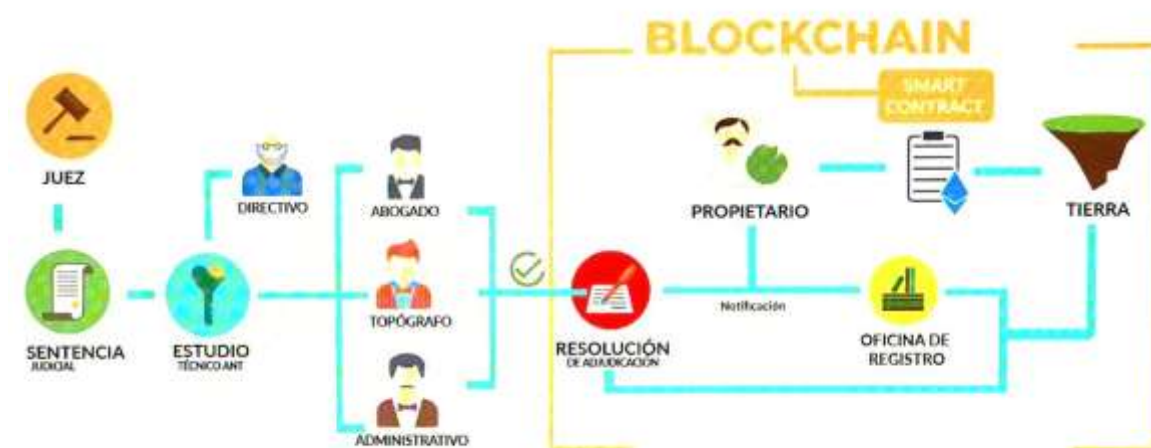 BLOCKCHAIN
SMART
CONTRACT
JUEZ
DIRECTIVO
ABOGADO
PROPIETARIO
TIERRA
SENTENCIA
JUDICIAL
ESTUDIO
TÉCNICO ANT
TOPÓGRAFO
ADMINISTRATIVO
RESOLUCIÓN
DE ADJUDICACIÓN
Notificación
OFICINA DE
REGISTRO